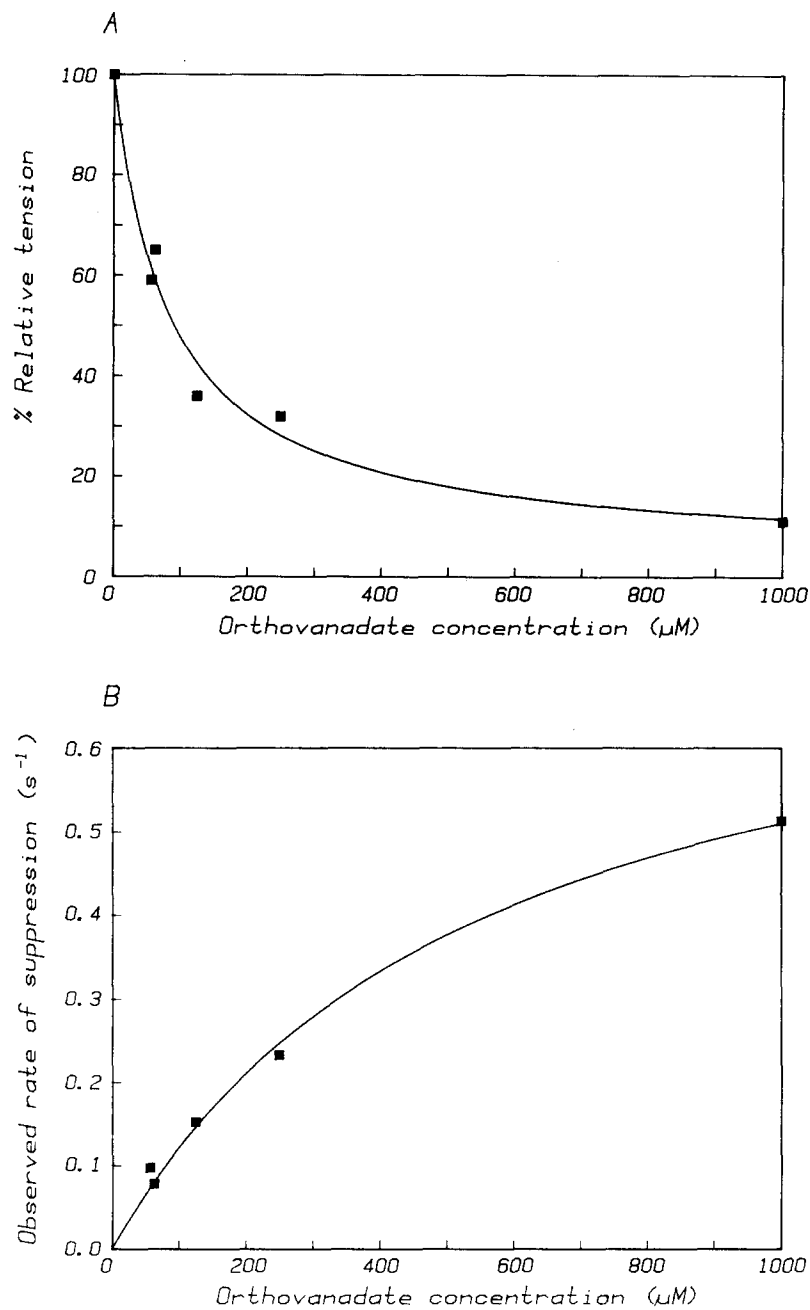 A
100
80
60
40
20
0
% Relative tension
0 200 400 600 800 1000
Orthovanadate concentration (μM)
B
0.6
0.5
0.4
0.3
0.2
0.1
0.0
Observed rate of suppression (s⁻¹)
0 200 400 600 800 1000
Orthovanadate concentration (μM)